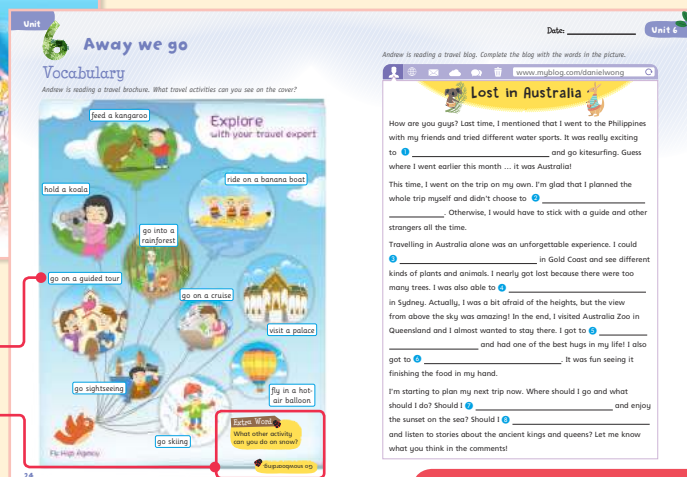 Unit
6
Away we go
Vocabulary
Andrew is reading a travel brochure. What travel activities can you see on the cover?
Explore
with your travel expert
feed a kangaroo
ride on a banana boat
hold a koala
go into a
rainforest
go on a guided tour
go on a cruise
visit a palace
go sightseeing
fly in a hot-
air balloon
go skiing
Fly High Agency
Extra Word
What other activity
can you do on snow?
Go snowboarding
24
Date:
Unit 6
Andrew is reading a travel blog. Complete the blog with the words in the picture.
www.myblog.com/danielwong
Lost in Australia
How are you guys? Last time, I mentioned that I went to the Philippines
with my friends and tried different water sports. It was really exciting
to 1 and go kitesurfing. Guess
where I went earlier this month ... it was Australia!
This time, I went on the trip on my own. I'm glad that I planned the
whole trip myself and didn't choose to 2
. Otherwise, I would have to stick with a guide and other
strangers all the time.
Travelling in Australia alone was an unforgettable experience. I could
3 in Gold Coast and see different
kinds of plants and animals. I nearly got lost because there were too
many trees. I was also able to 4
in Sydney. Actually, I was a bit afraid of the heights, but the view
from above the sky was amazing! In the end, I visited Australia Zoo in
Queensland and I almost wanted to stay there. I got to 5
and had one of the best hugs in my life! I also
got to 6 . It was fun seeing it
finishing the food in my hand.
I'm starting to plan my next trip now. Where should I go and what
should I do? Should I 7 and enjoy
the sunset on the sea? Should I 8
and listen to stories about the ancient kings and queens? Let me know
what you think in the comments!